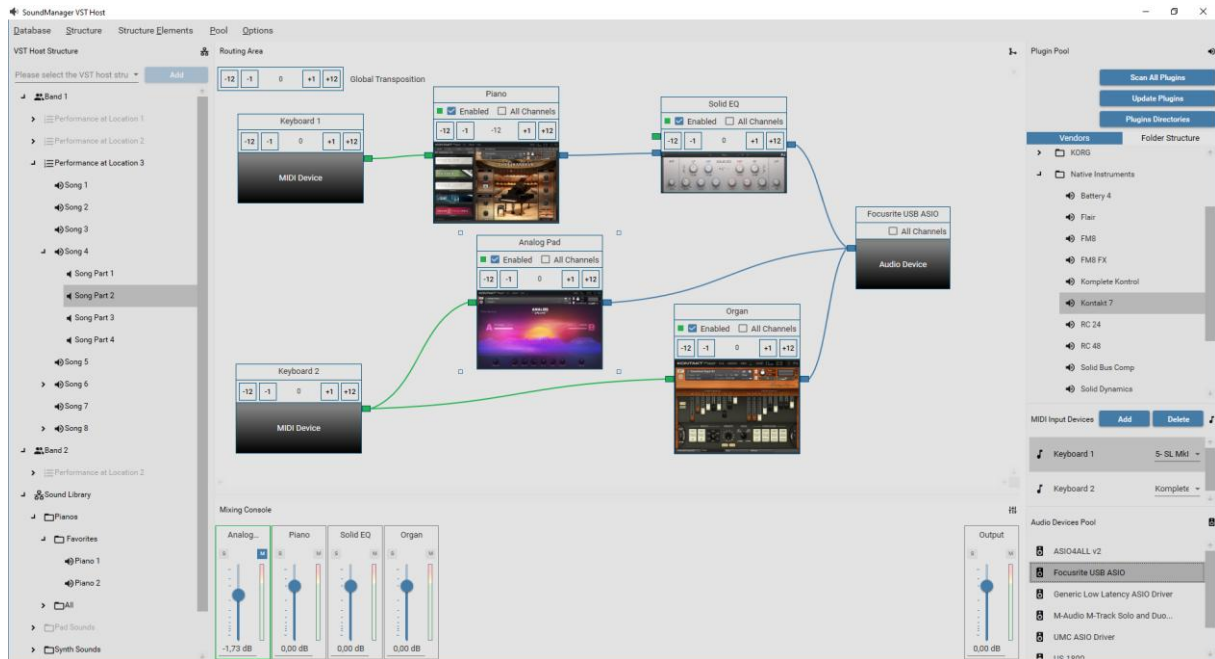 SoundManager VST Host
Database Structure Structure Elements Pool Options
VST Host Structure
Please select the VST host stru
Add
Band 1
Performance at Location 1
Performance at Location 2
Performance at Location 3
Song 1
Song 2
Song 3
Song 4
Song Part 1
Song Part 2
Song Part 3
Song Part 4
Song 5
Song 6
Song 7
Song 8
Band 2
Performance at Location 2
Sound Library
Pianos
Favorites
Piano 1
Piano 2
All
Pad Sounds
Synth Sounds
Routing Area
-12 -1 0 +1 +12 Global Transposition
Keyboard 1
-12 -1 0 +1 +12
MIDI Device
Piano
Enabled All Channels
-12 -1 -12 +1 +12
Solid EQ
Enabled All Channels
-12 -1 0 +1 +12
Focusrite USB ASIO
All Channels
Audio Device
Analog Pad
Enabled All Channels
-12 -1 0 +1 +12
Organ
Enabled All Channels
-12 -1 0 +1 +12
Keyboard 2
-12 -1 0 +1 +12
MIDI Device
Mixing Console
Analog...
S M
-1,73 dB
Piano
S M
0,00 dB
Solid EQ
S M
0,00 dB
Organ
S M
0,00 dB
Output
S M
0,00 dB
Plugin Pool
Scan All Plugins
Update Plugins
Plugins Directories
Vendors Folder Structure
KORG
Native Instruments
Battery 4
Flair
FM8
FM8 FX
Komplete Kontrol
Kontakt 7
RC 24
RC 48
Solid Bus Comp
Solid Dynamics
MIDI Input Devices Add Delete
Keyboard 1 5- SL MkI
Keyboard 2 Komplete
Audio Devices Pool
ASIO4ALL v2
Focusrite USB ASIO
Generic Low Latency ASIO Driver
M-Audio M-Track Solo and Duo...
UMC ASIO Driver
US-1800